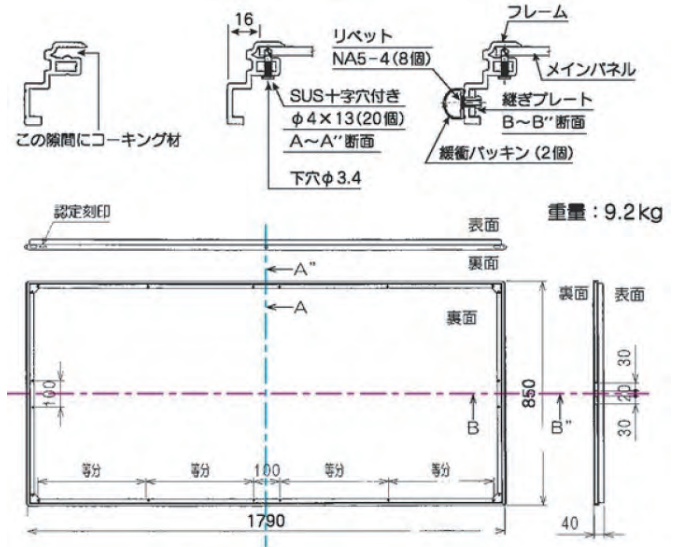 16
リベット
NA5-4(8個)
フレーム
メインパネル
この隙間にコーキング材
SUS十字穴付き
φ4×13(20個)
A～A"断面
下穴φ3.4
継ぎプレート
B～B"断面
緩衝パッキン(2個)
認定刻印
重量：9.2kg
表面
裏面
A"
A
裏面
裏面
表面
100
850
30
20
30
B
B"
等分
等分
100
等分
等分
1790
40